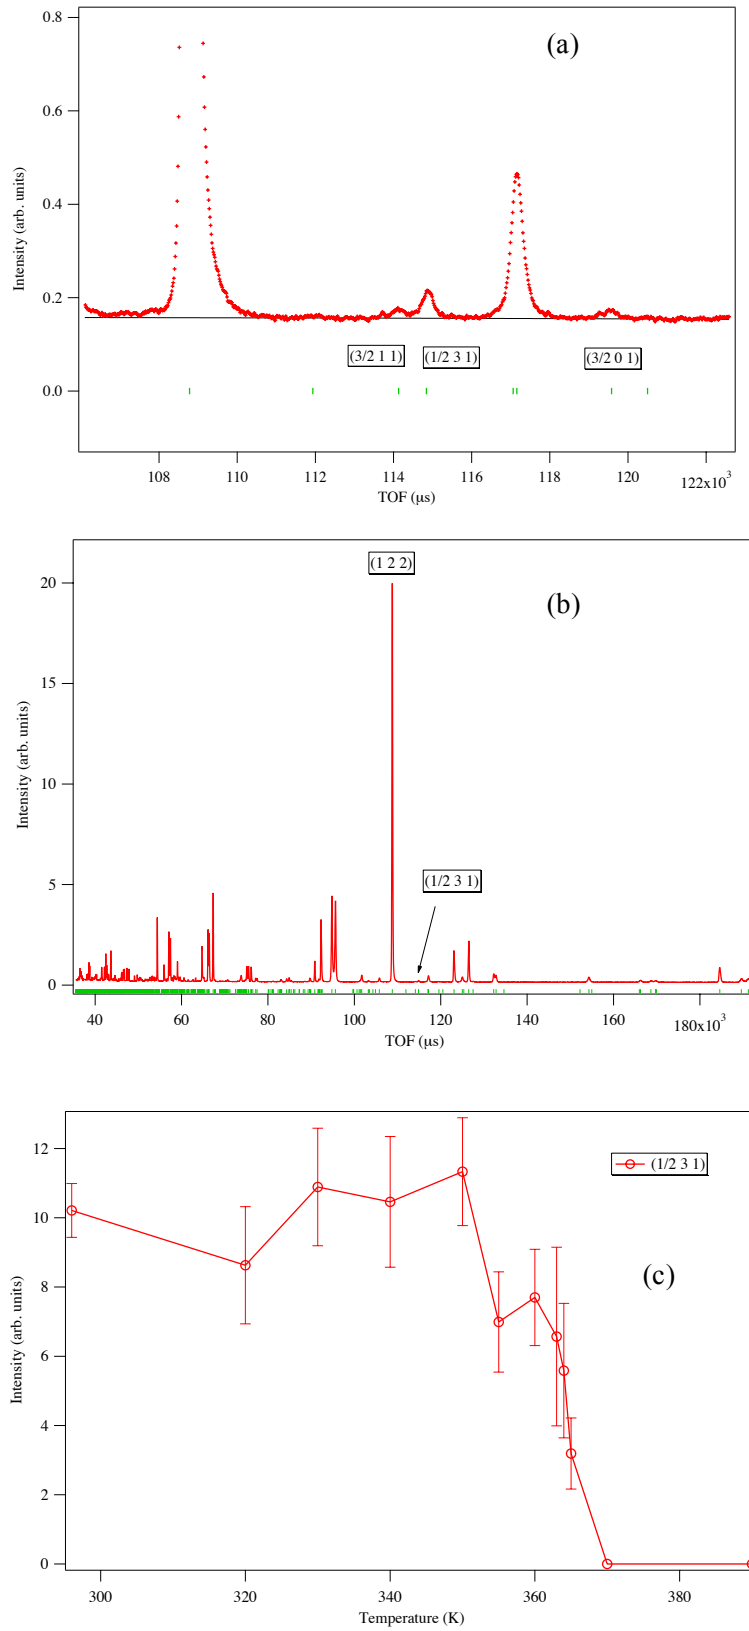 (a)
0.8
0.6
0.4
0.2
0.0
Intensity (arb. units)
(3/2 1 1)
(1/2 3 1)
(3/2 0 1)
108
110
112
114
116
118
120
122x10³
TOF (μs)
(b)
(1 2 2)
(1/2 3 1)
20
15
10
5
0
Intensity (arb. units)
40
60
80
100
120
140
160
180x10³
TOF (μs)
(1/2 3 1)
(c)
12
10
8
6
4
2
0
Intensity (arb. units)
300
320
340
360
380
Temperature (K)